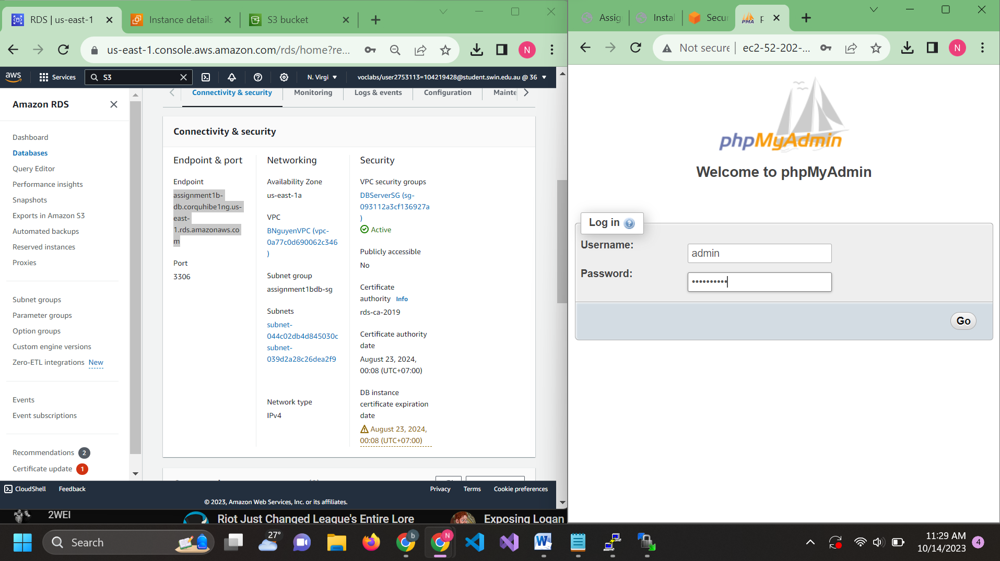 RDS | us-east-1
Instance details
S3 bucket
us-east-1.console.aws.amazon.com/rds/home?re...
N
aws
Services
S3
N. Virgi
voclabs/user2753113=104219428@student.swin.edu.au @ 36
Amazon RDS
Dashboard
Databases
Query Editor
Performance insights
Snapshots
Exports in Amazon S3
Automated backups
Reserved instances
Proxies
Subnet groups
Parameter groups
Option groups
Custom engine versions
Zero-ETL integrations New
Events
Event subscriptions
Recommendations 2
Certificate update 1
Connectivity & security
Monitoring
Logs & events
Configuration
Mainte
Connectivity & security
Endpoint & port
Endpoint
assignment1b-
db.corquhibe1ng.us-
east-
1.rds.amazonaws.co
m
Port
3306
Networking
Availability Zone
us-east-1a
VPC
BNguyenVPC (vpc-
0a77c0d690062c346
)
Subnet group
assignment1bdb-sg
Subnets
subnet-
044c02db4d845030c
subnet-
039d2a28c26dea2f9
Network type
IPv4
Security
VPC security groups
DBServerSG (sg-
093112a3cf136927a
)
Active
Publicly accessible
No
Certificate
authority Info
rds-ca-2019
Certificate authority
date
August 23, 2024,
00:08 (UTC+07:00)
DB instance
certificate expiration
date
August 23, 2024,
00:08 (UTC+07:00)
CloudShell
Feedback
Privacy
Terms
Cookie preferences
© 2023, Amazon Web Services, Inc. or its affiliates.
2WEI
Riot Just Changed League's Entire Lore
Exposing Logan
Assig
Instal
Secur
PMA
p
Not secure
ec2-52-202-...
N
phpMyAdmin
Welcome to phpMyAdmin
Log in
Username:
admin
Password:
••••••••••
Go
Search
27°
b
N
11:29 AM
10/14/2023
4